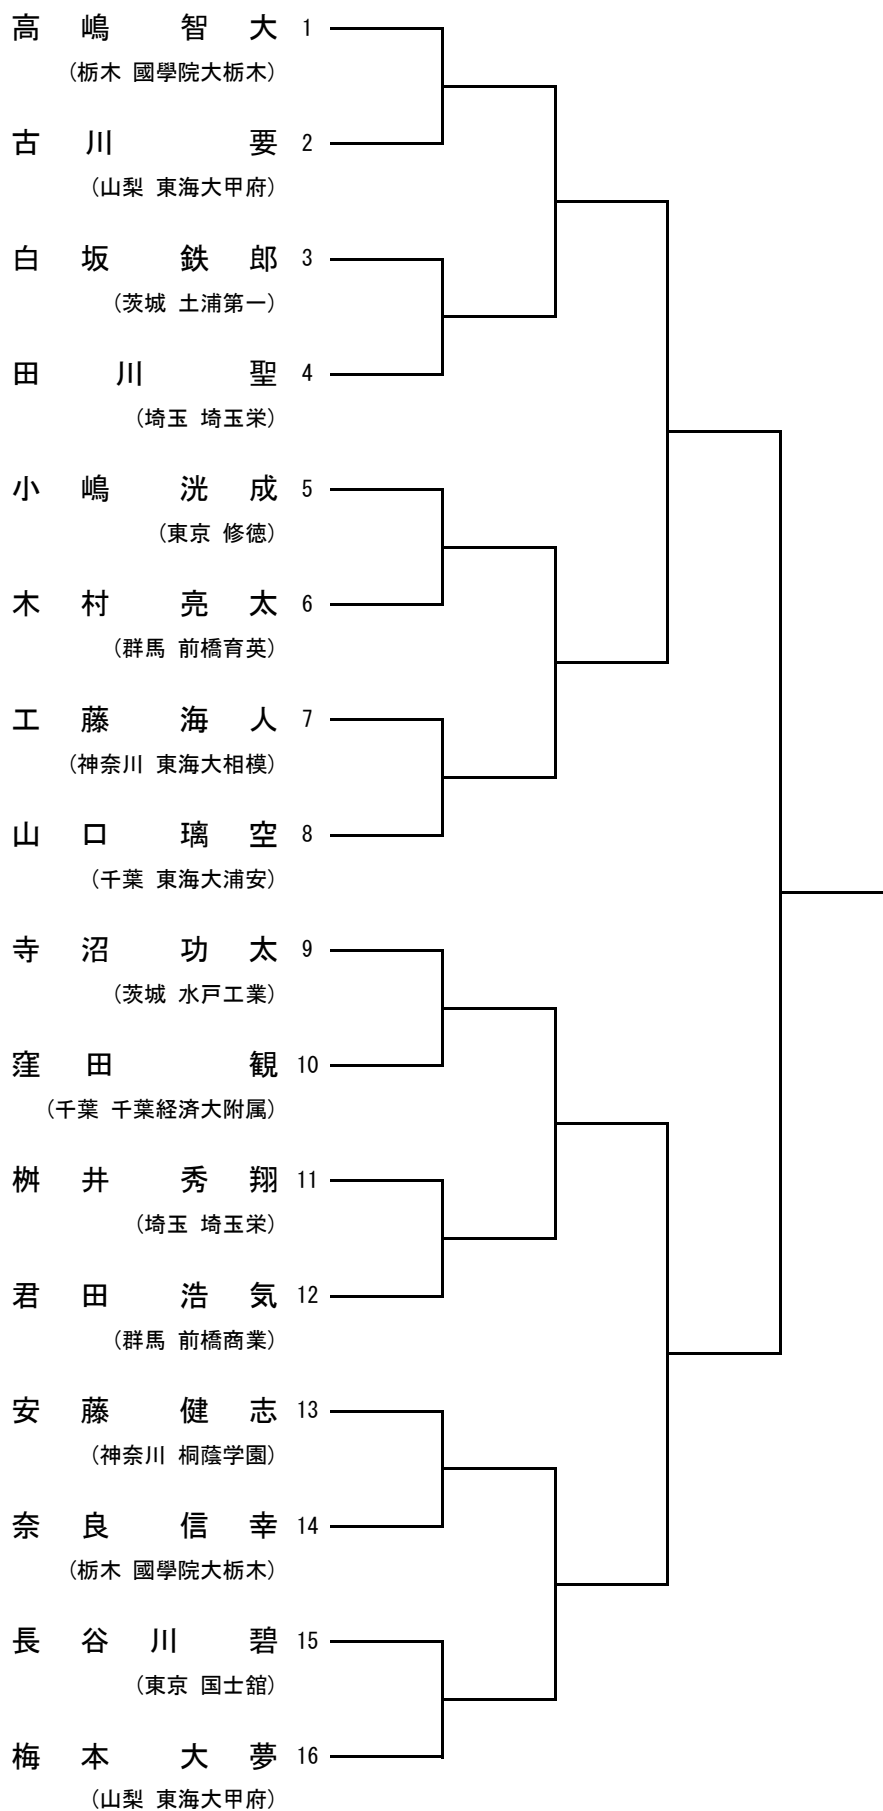 高嶋 智大 1
(栃木 國學院大栃木)
古川 要 2
(山梨 東海大甲府)
白坂 鉄郎 3
(茨城 土浦第一)
田川 聖 4
(埼玉 埼玉栄)
小嶋 洸成 5
(東京 修徳)
木村 亮太 6
(群馬 前橋育英)
工藤 海人 7
(神奈川 東海大相模)
山口 璃空 8
(千葉 東海大浦安)
寺沼 功太 9
(茨城 水戸工業)
窪田 観 10
(千葉 千葉経済大附属)
桝井 秀翔 11
(埼玉 埼玉栄)
君田 浩気 12
(群馬 前橋商業)
安藤 健志 13
(神奈川 桐蔭学園)
奈良 信幸 14
(栃木 國學院大栃木)
長谷川 碧 15
(東京 国士舘)
梅本 大夢 16
(山梨 東海大甲府)